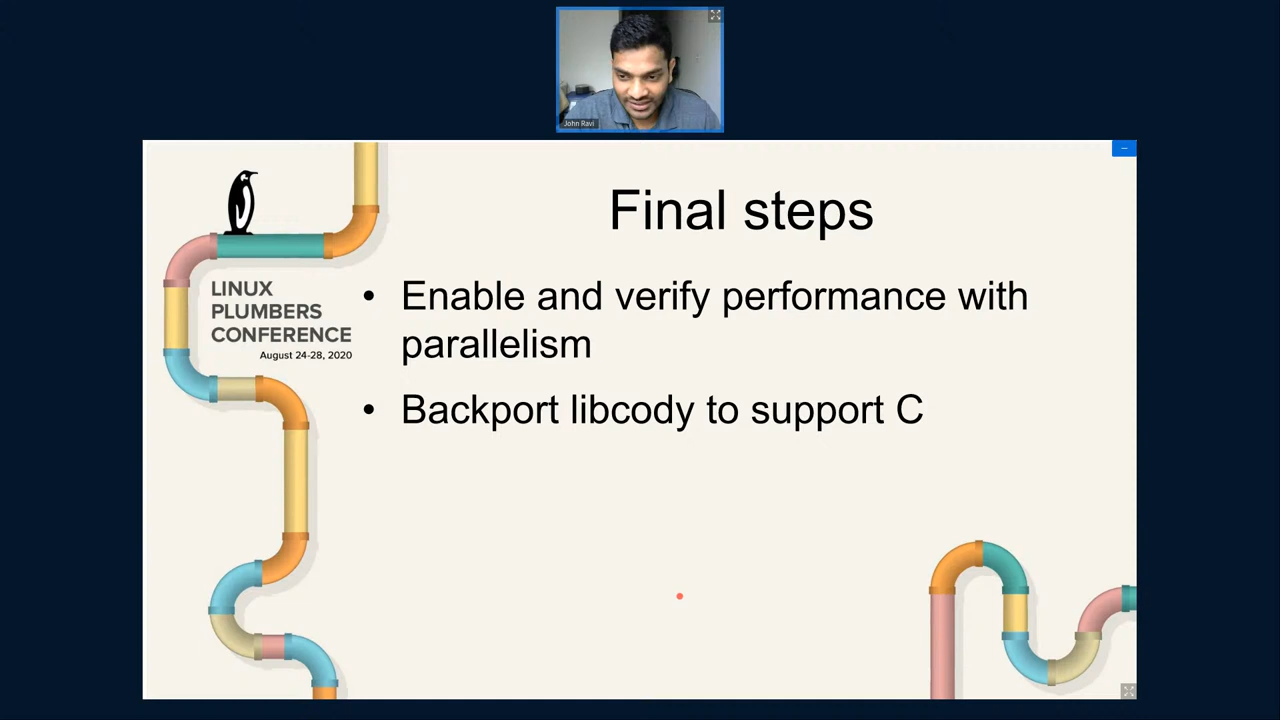 John Ravi
Final steps
LINUX
PLUMBERS
CONFERENCE
August 24-28, 2020
• Enable and verify performance with
parallelism
• Backport libcody to support C